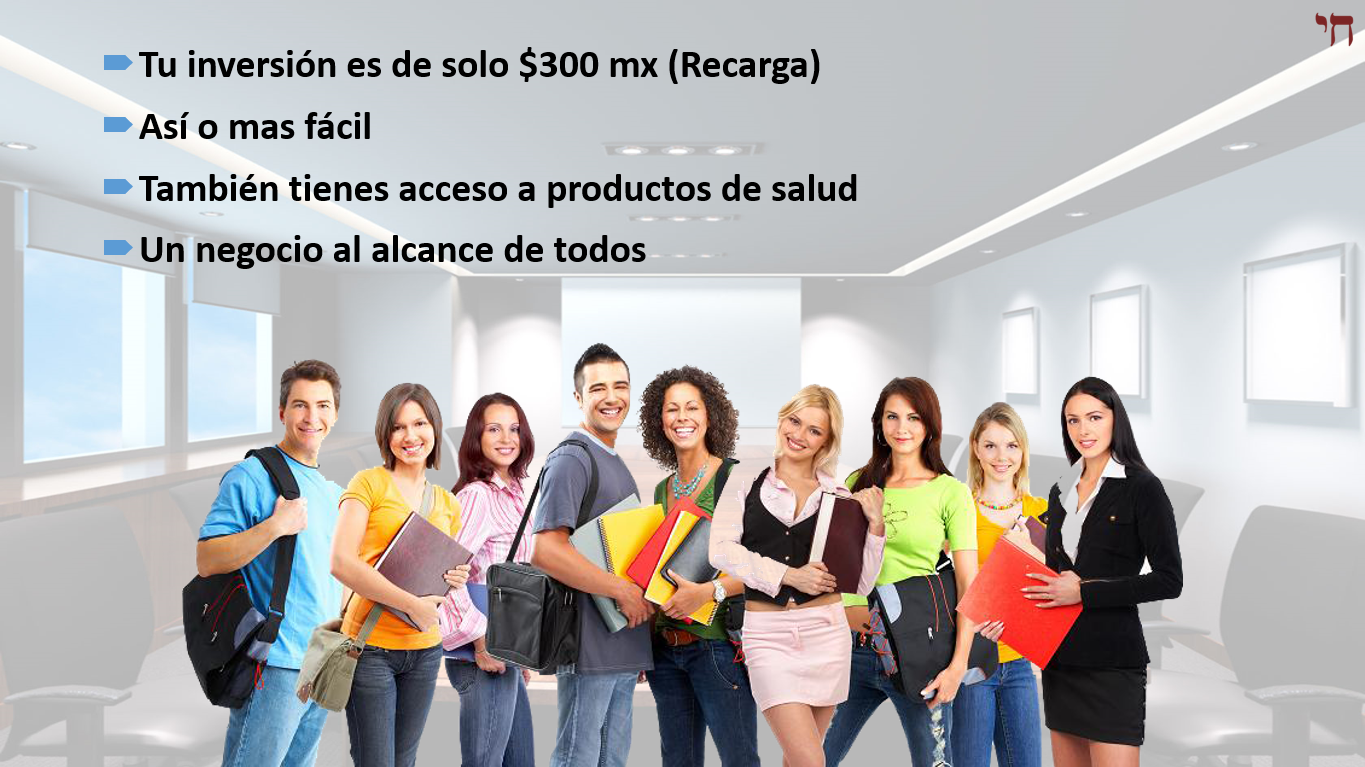 חי
Tu inversión es de solo $300 mx (Recarga)
Así o mas fácil
También tienes acceso a productos de salud
Un negocio al alcance de todos